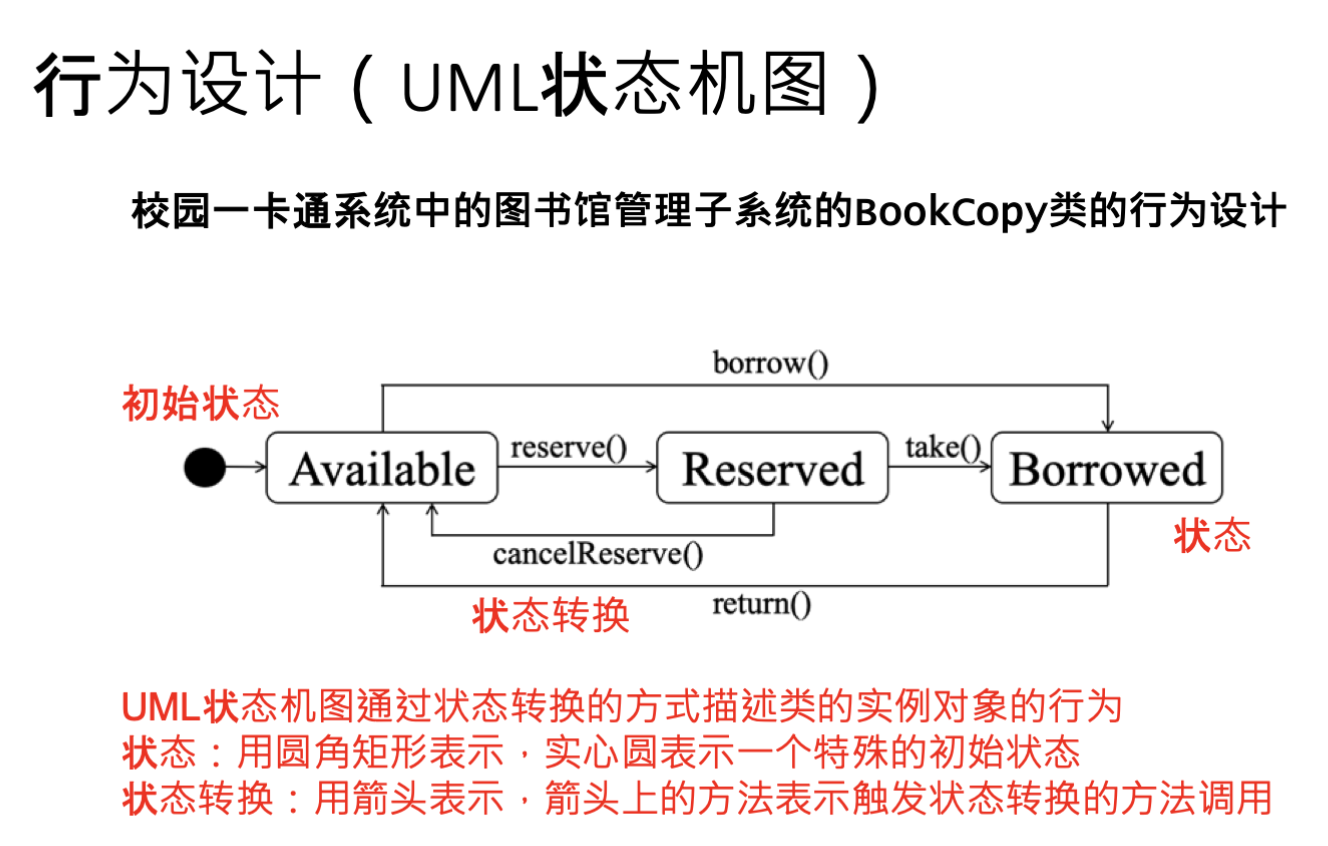 行为设计（UML状态机图）
校园一卡通系统中的图书馆管理子系统的BookCopy类的行为设计
borrow()
初始状态
Available
reserve()
Reserved
take()
Borrowed
状态
cancelReserve()
状态转换
return()
UML状态机图通过状态转换的方式描述类的实例对象的行为
状态：用圆角矩形表示，实心圆表示一个特殊的初始状态
状态转换：用箭头表示，箭头上的方法表示触发状态转换的方法调用